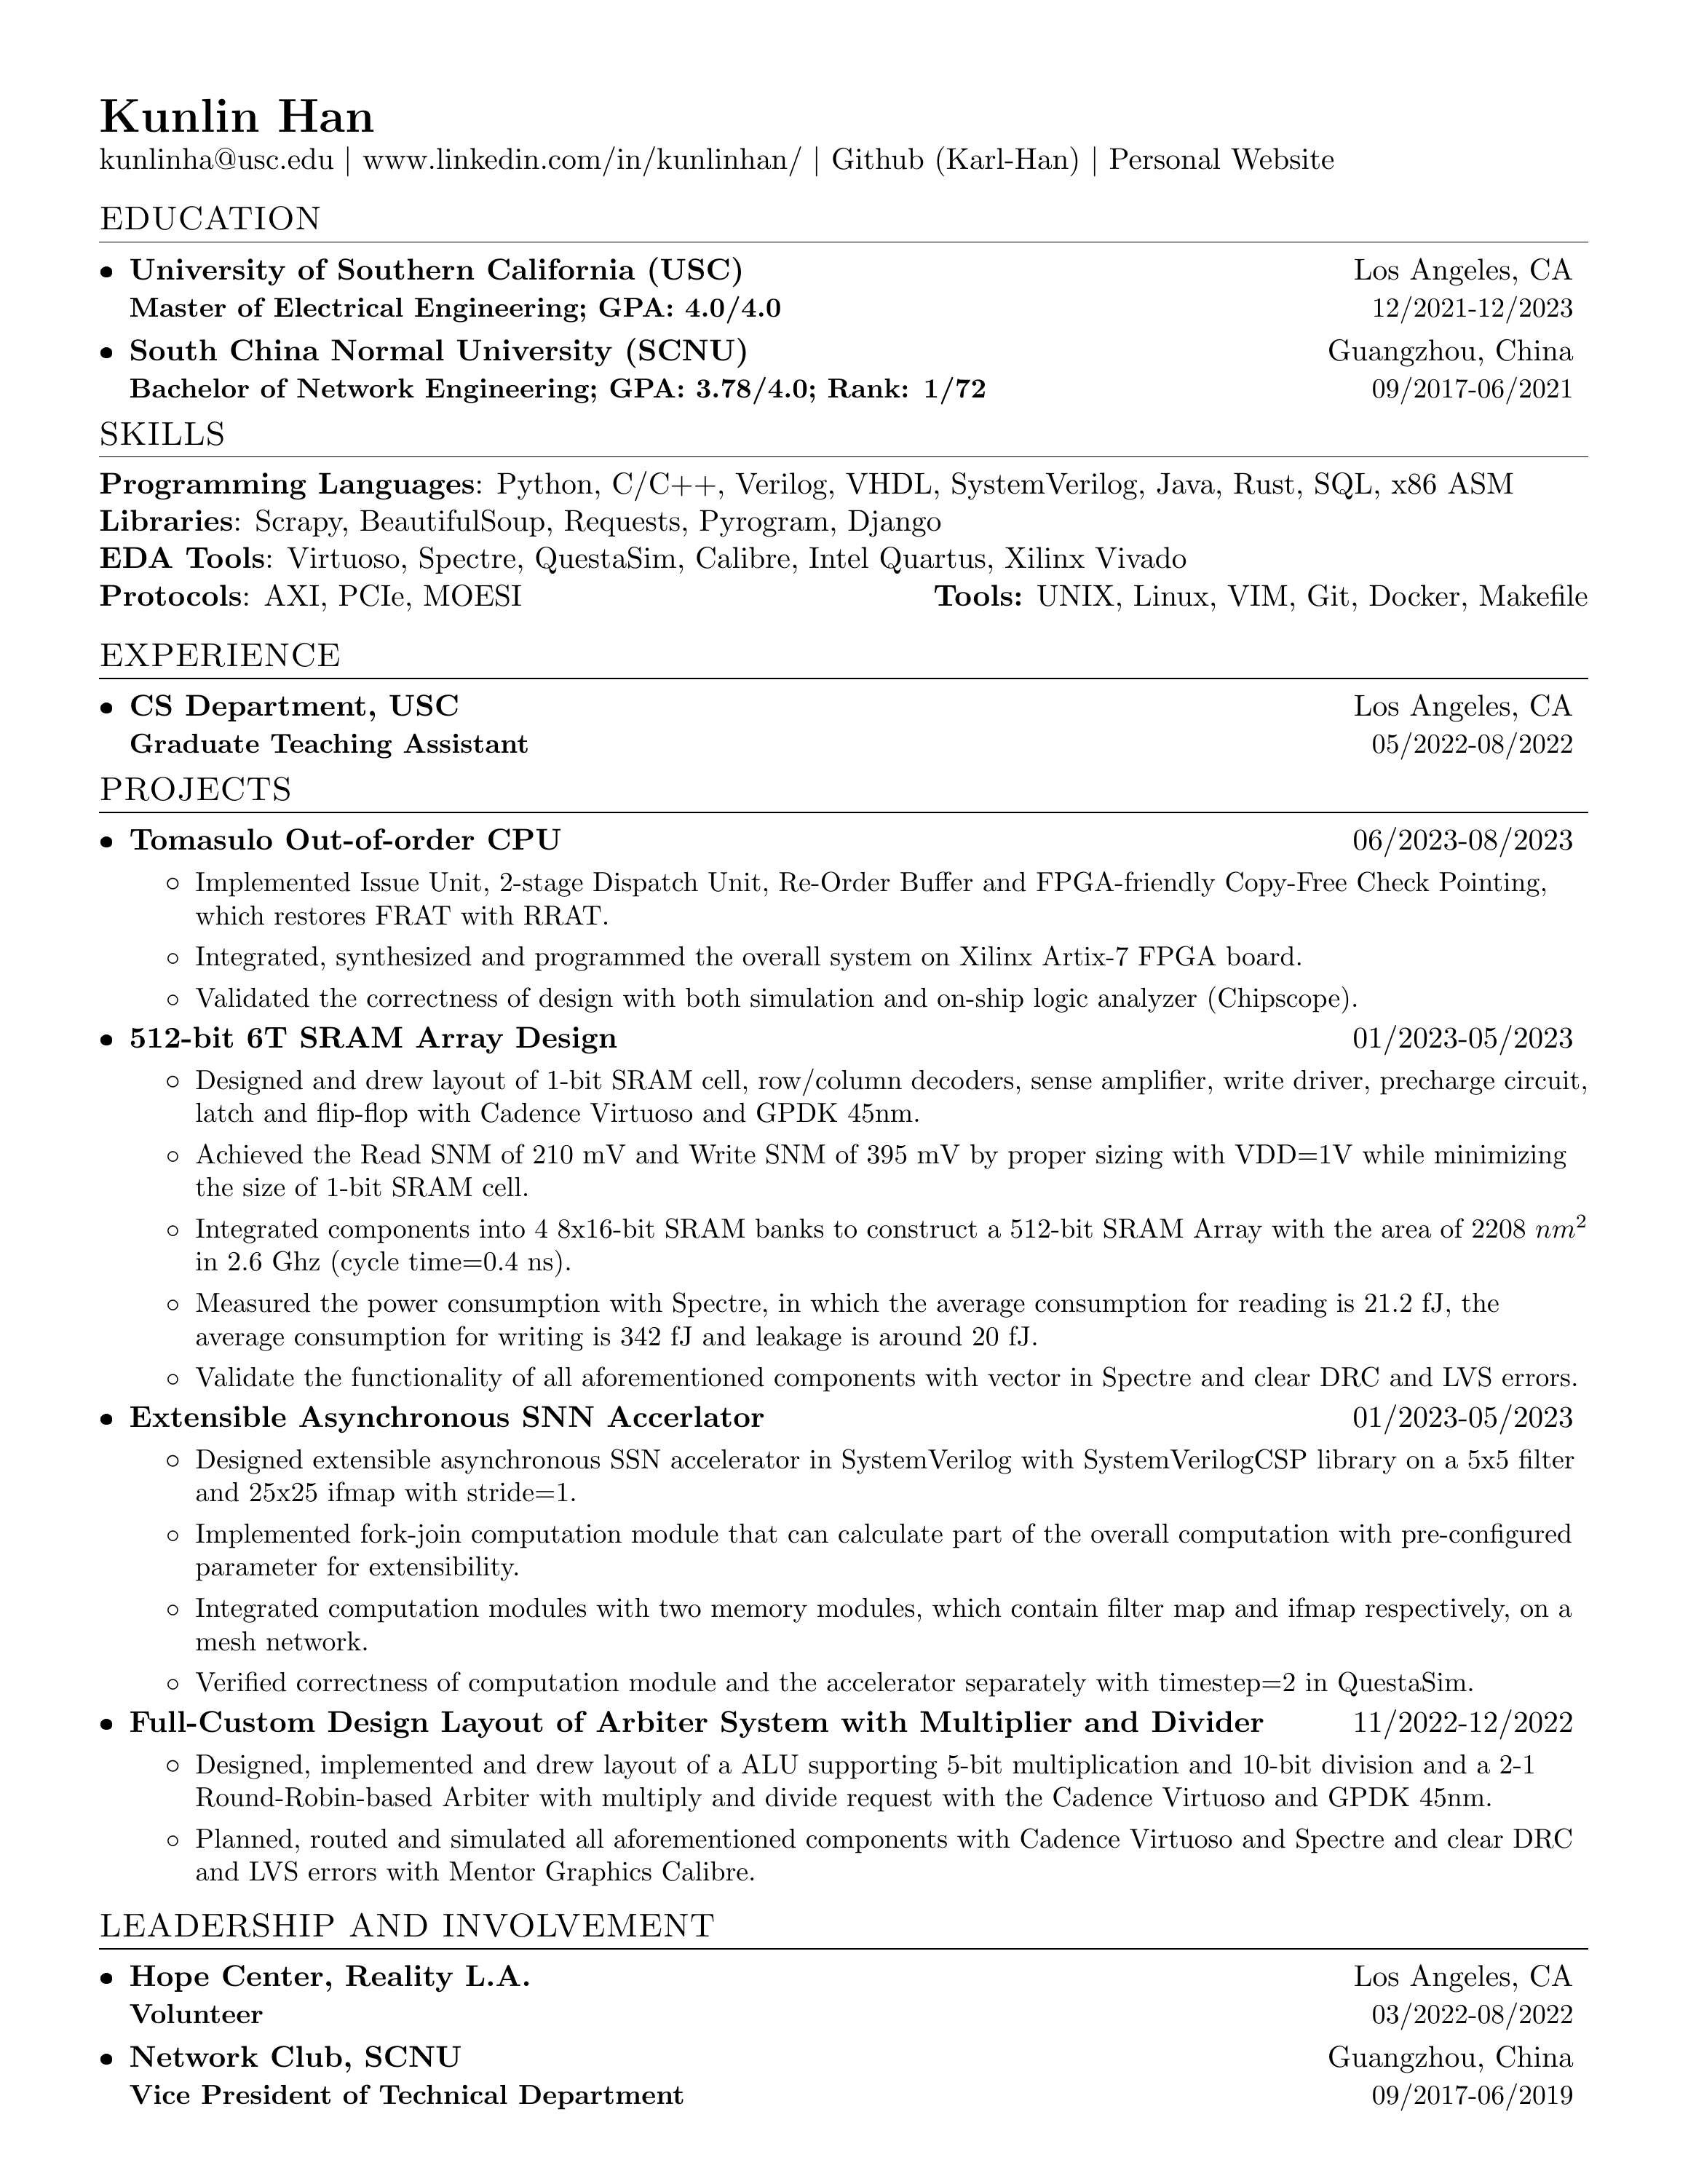 Kunlin Han
kunlinha@usc.edu | www.linkedin.com/in/kunlinhan/ | Github (Karl-Han) | Personal Website
EDUCATION
• University of Southern California (USC) Los Angeles, CA
Master of Electrical Engineering; GPA: 4.0/4.0 12/2021-12/2023
• South China Normal University (SCNU) Guangzhou, China
Bachelor of Network Engineering; GPA: 3.78/4.0; Rank: 1/72 09/2017-06/2021
SKILLS
Programming Languages: Python, C/C++, Verilog, VHDL, SystemVerilog, Java, Rust, SQL, x86 ASM
Libraries: Scrapy, BeautifulSoup, Requests, Pyrogram, Django
EDA Tools: Virtuoso, Spectre, QuestaSim, Calibre, Intel Quartus, Xilinx Vivado
Protocols: AXI, PCIe, MOESI Tools: UNIX, Linux, VIM, Git, Docker, Makefile
EXPERIENCE
• CS Department, USC Los Angeles, CA
Graduate Teaching Assistant 05/2022-08/2022
PROJECTS
• Tomasulo Out-of-order CPU 06/2023-08/2023
◦ Implemented Issue Unit, 2-stage Dispatch Unit, Re-Order Buffer and FPGA-friendly Copy-Free Check Pointing,
which restores FRAT with RRAT.
◦ Integrated, synthesized and programmed the overall system on Xilinx Artix-7 FPGA board.
◦ Validated the correctness of design with both simulation and on-ship logic analyzer (Chipscope).
• 512-bit 6T SRAM Array Design 01/2023-05/2023
◦ Designed and drew layout of 1-bit SRAM cell, row/column decoders, sense amplifier, write driver, precharge circuit,
latch and flip-flop with Cadence Virtuoso and GPDK 45nm.
◦ Achieved the Read SNM of 210 mV and Write SNM of 395 mV by proper sizing with VDD=1V while minimizing
the size of 1-bit SRAM cell.
◦ Integrated components into 4 8x16-bit SRAM banks to construct a 512-bit SRAM Array with the area of 2208 nm²
in 2.6 Ghz (cycle time=0.4 ns).
◦ Measured the power consumption with Spectre, in which the average consumption for reading is 21.2 fJ, the
average consumption for writing is 342 fJ and leakage is around 20 fJ.
◦ Validate the functionality of all aforementioned components with vector in Spectre and clear DRC and LVS errors.
• Extensible Asynchronous SNN Accerlator 01/2023-05/2023
◦ Designed extensible asynchronous SSN accelerator in SystemVerilog with SystemVerilogCSP library on a 5x5 filter
and 25x25 ifmap with stride=1.
◦ Implemented fork-join computation module that can calculate part of the overall computation with pre-configured
parameter for extensibility.
◦ Integrated computation modules with two memory modules, which contain filter map and ifmap respectively, on a
mesh network.
◦ Verified correctness of computation module and the accelerator separately with timestep=2 in QuestaSim.
• Full-Custom Design Layout of Arbiter System with Multiplier and Divider 11/2022-12/2022
◦ Designed, implemented and drew layout of a ALU supporting 5-bit multiplication and 10-bit division and a 2-1
Round-Robin-based Arbiter with multiply and divide request with the Cadence Virtuoso and GPDK 45nm.
◦ Planned, routed and simulated all aforementioned components with Cadence Virtuoso and Spectre and clear DRC
and LVS errors with Mentor Graphics Calibre.
LEADERSHIP AND INVOLVEMENT
• Hope Center, Reality L.A. Los Angeles, CA
Volunteer 03/2022-08/2022
• Network Club, SCNU Guangzhou, China
Vice President of Technical Department 09/2017-06/2019